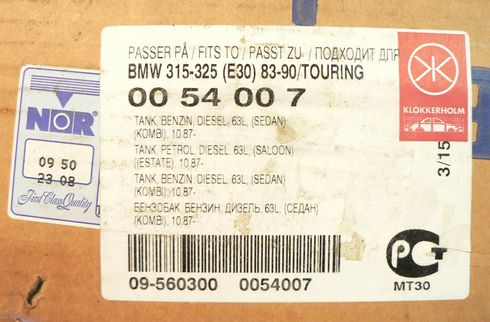 PASSER PÅ / FITS TO / PASST ZU / ПОДХОДИТ ДЛЯ
BMW 315-325 (E30) 83-90/TOURING
00 54 00 7
TANK, BENZIN, DIESEL, 63L, (SEDAN)
(KOMBI), 10.87-
TANK, PETROL, DIESEL, 63L, (SALOON)
((ESTATE), 10.87-
TANK, BENZIN, DIESEL, 63L, (SEDAN)
(KOMBI), 10.87-
БЕНЗОБАК, БЕНЗИН, ДИЗЕЛЬ, 63L, (СЕДАН)
(KOMBI), 10.87-
09-560300 0054007
KLOKKERHOLM
3/15
РСТ
МТ30
NOR
09 50
23 08
First Class Quality